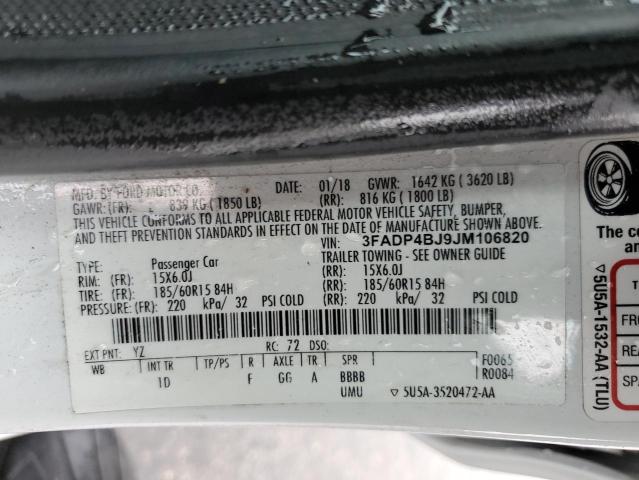 MFD. BY FORD MOTOR CO.
DATE: 01/18 GVWR: 1642 KG ( 3620 LB)
GAWR: (FR): 839 KG (1850 LB) (RR): 816 KG (1800 LB)
THIS VEHICLE CONFORMS TO ALL APPLICABLE FEDERAL MOTOR VEHICLE SAFETY, BUMPER,
AND THEFT PREVENTION STANDARDS IN EFFECT ON THE DATE OF MANUFACTURE SHOWN ABOVE.
VIN: 3FADP4BJ9JM106820
TYPE: Passenger Car TRAILER TOWING - SEE OWNER GUIDE
RIM: (FR): 15X6.0J (RR): 15X6.0J
TIRE: (FR): 185/60R15 84H (RR): 185/60R15 84H
PRESSURE: (FR): 220 kPa/ 32 PSI COLD (RR): 220 kPa/ 32 PSI COLD
EXT PNT: YZ RC: 72 DSO:
WB INT TR TP/PS R AXLE TR SPR F0065
1D F GG A BBBB R0084
UMU ▽ 5U5A-3520472-AA
▽ 5U5A-1532-AA (TLU)
The co
an
T
FRO
REA
SPA